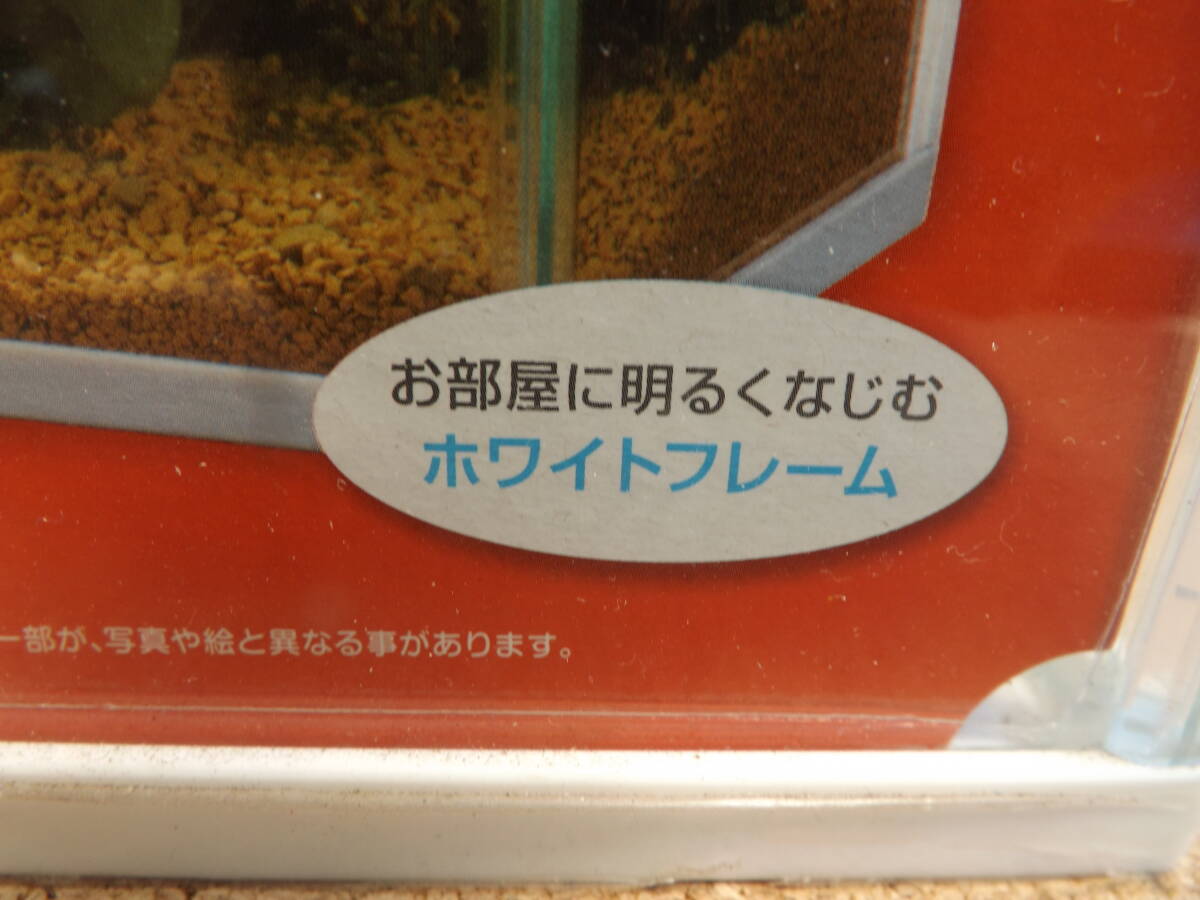 お部屋に明るくなじむ
ホワイトフレーム
一部が、写真や絵と異なる事があります。